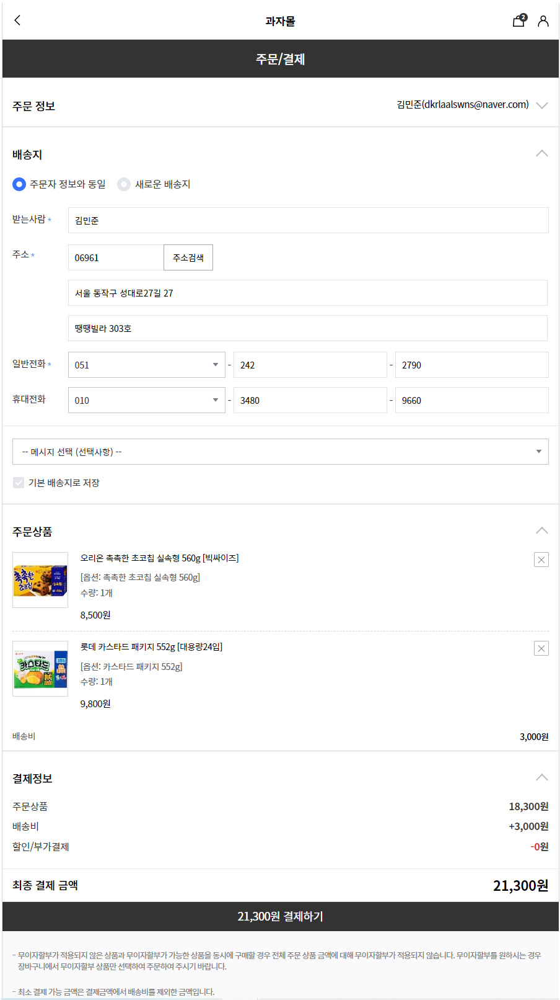 과자몰
2
주문/결제
주문 정보
김민준(dkrlaalswns@naver.com)
배송지
주문자 정보와 동일 새로운 배송지
받는사람 * 김민준
주소 * 06961 주소검색
서울 동작구 성대로27길 27
땡땡빌라 303호
일반전화 * 051 - 242 - 2790
휴대전화 010 - 3480 - 9660
-- 메시지 선택 (선택사항) --
기본 배송지로 저장
주문상품
촉촉한
초코칩
오리온 촉촉한 초코칩 실속형 560g [빅싸이즈]
[옵션: 촉촉한 초코칩 실속형 560g]
수량: 1개
8,500원
카스타드
롯데 카스타드 패키지 552g [대용량24입]
[옵션: 카스타드 패키지 552g]
수량: 1개
9,800원
배송비 3,000원
결제정보
주문상품 18,300원
배송비 +3,000원
할인/부가결제 -0원
최종 결제 금액 21,300원
21,300원 결제하기
- 무이자할부가 적용되지 않은 상품과 무이자할부가 가능한 상품을 동시에 구매할 경우 전체 주문 상품 금액에 대해 무이자할부가 적용되지 않습니다. 무이자할부를 원하시는 경우
장바구니에서 무이자할부 상품만 선택하여 주문하여 주시기 바랍니다.
- 최소 결제 가능 금액은 결제금액에서 배송비를 제외한 금액입니다.